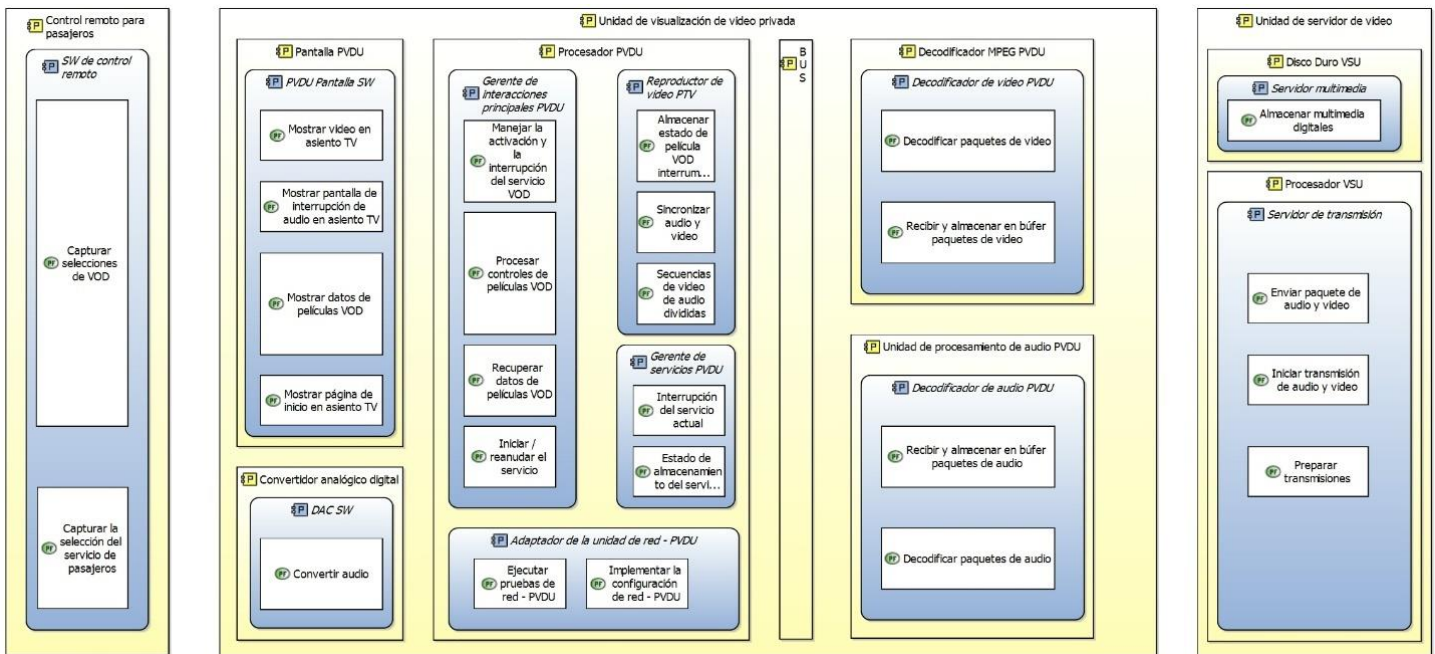 Control remoto para
pasajeros
SW de control
remoto
Capturar
selecciones
de VOD
Capturar la
selección del
servicio de
pasajeros
Unidad de visualización de video privada
Pantalla PVDU
PVDU Pantalla SW
Mostrar video en
asiento TV
Mostrar pantalla de
interrupción de
audio en asiento TV
Mostrar datos de
películas VOD
Mostrar página de
inicio en asiento TV
Convertidor analógico digital
DAC SW
Convertir audio
Procesador PVDU
Gerente de
interacciones
principales PVDU
Manejar la
activación y
la
interrupción
del servicio
VOD
Procesar
controles de
películas VOD
Recuperar
datos de
películas VOD
Iniciar /
reanudar el
servicio
Reproductor de
video PTV
Almacenar
estado de
película
VOD
interrum...
Sincronizar
audio y
video
Secuencias
de video
de audio
divididas
Gerente de
servicios PVDU
Interrupción
del servicio
actual
Estado de
almacenamien
to del servi...
Adaptador de la unidad de red - PVDU
Ejecutar
pruebas de
red - PVDU
Implementar la
configuración
de red - PVDU
B
U
S
Decodificador MPEG PVDU
Decodificador de video PVDU
Decodificar paquetes de video
Recibir y almacenar en búfer
paquetes de video
Unidad de procesamiento de audio PVDU
Decodificador de audio PVDU
Recibir y almacenar en búfer
paquetes de audio
Decodificar paquetes de audio
Unidad de servidor de video
Disco Duro VSU
Servidor multimedia
Almacenar multimedia
digitales
Procesador VSU
Servidor de transmisión
Enviar paquete de
audio y video
Iniciar transmisión
de audio y video
Preparar
transmisiones